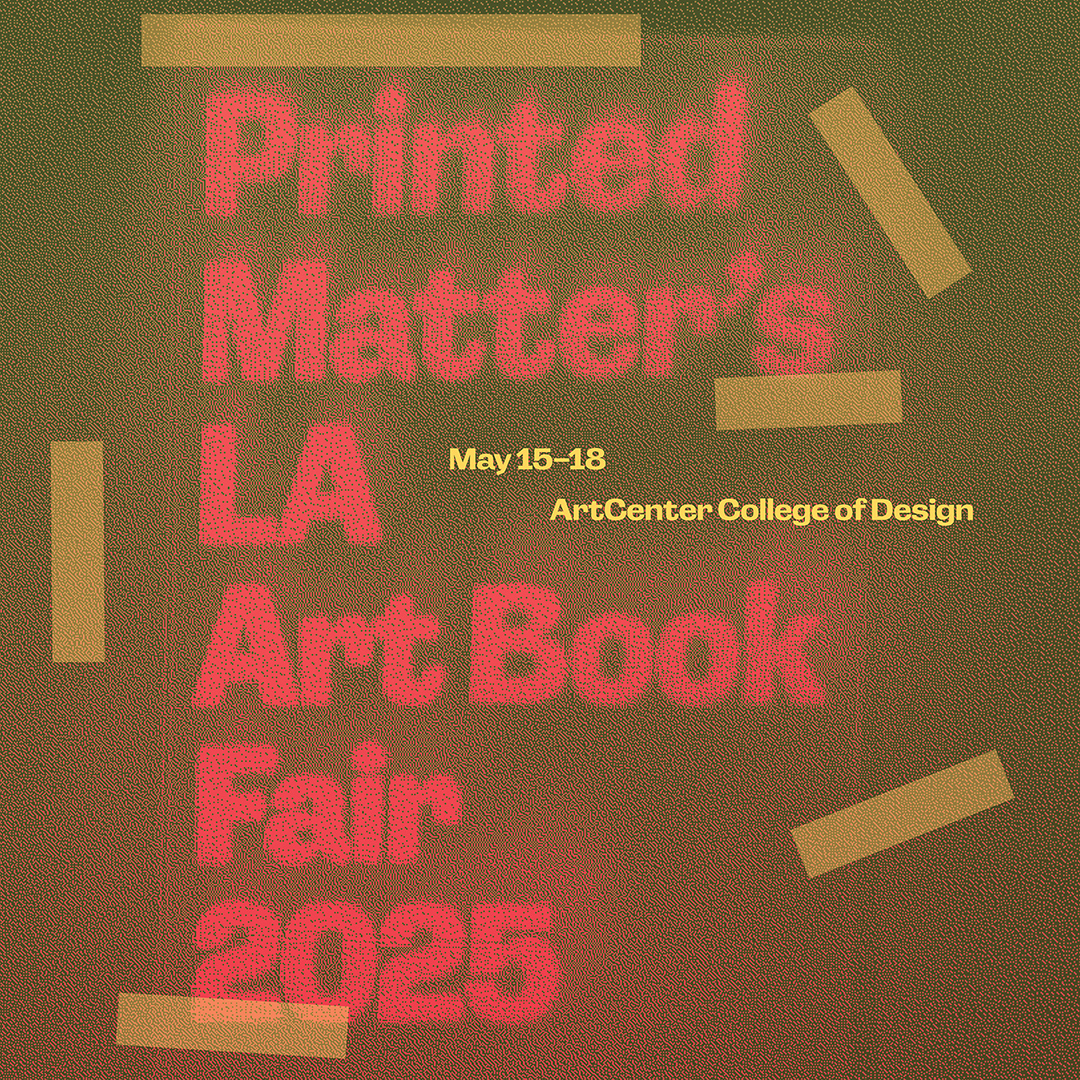 Printed
Matter’s
LA
May 15–18
ArtCenter College of Design
Art Book
Fair
2025